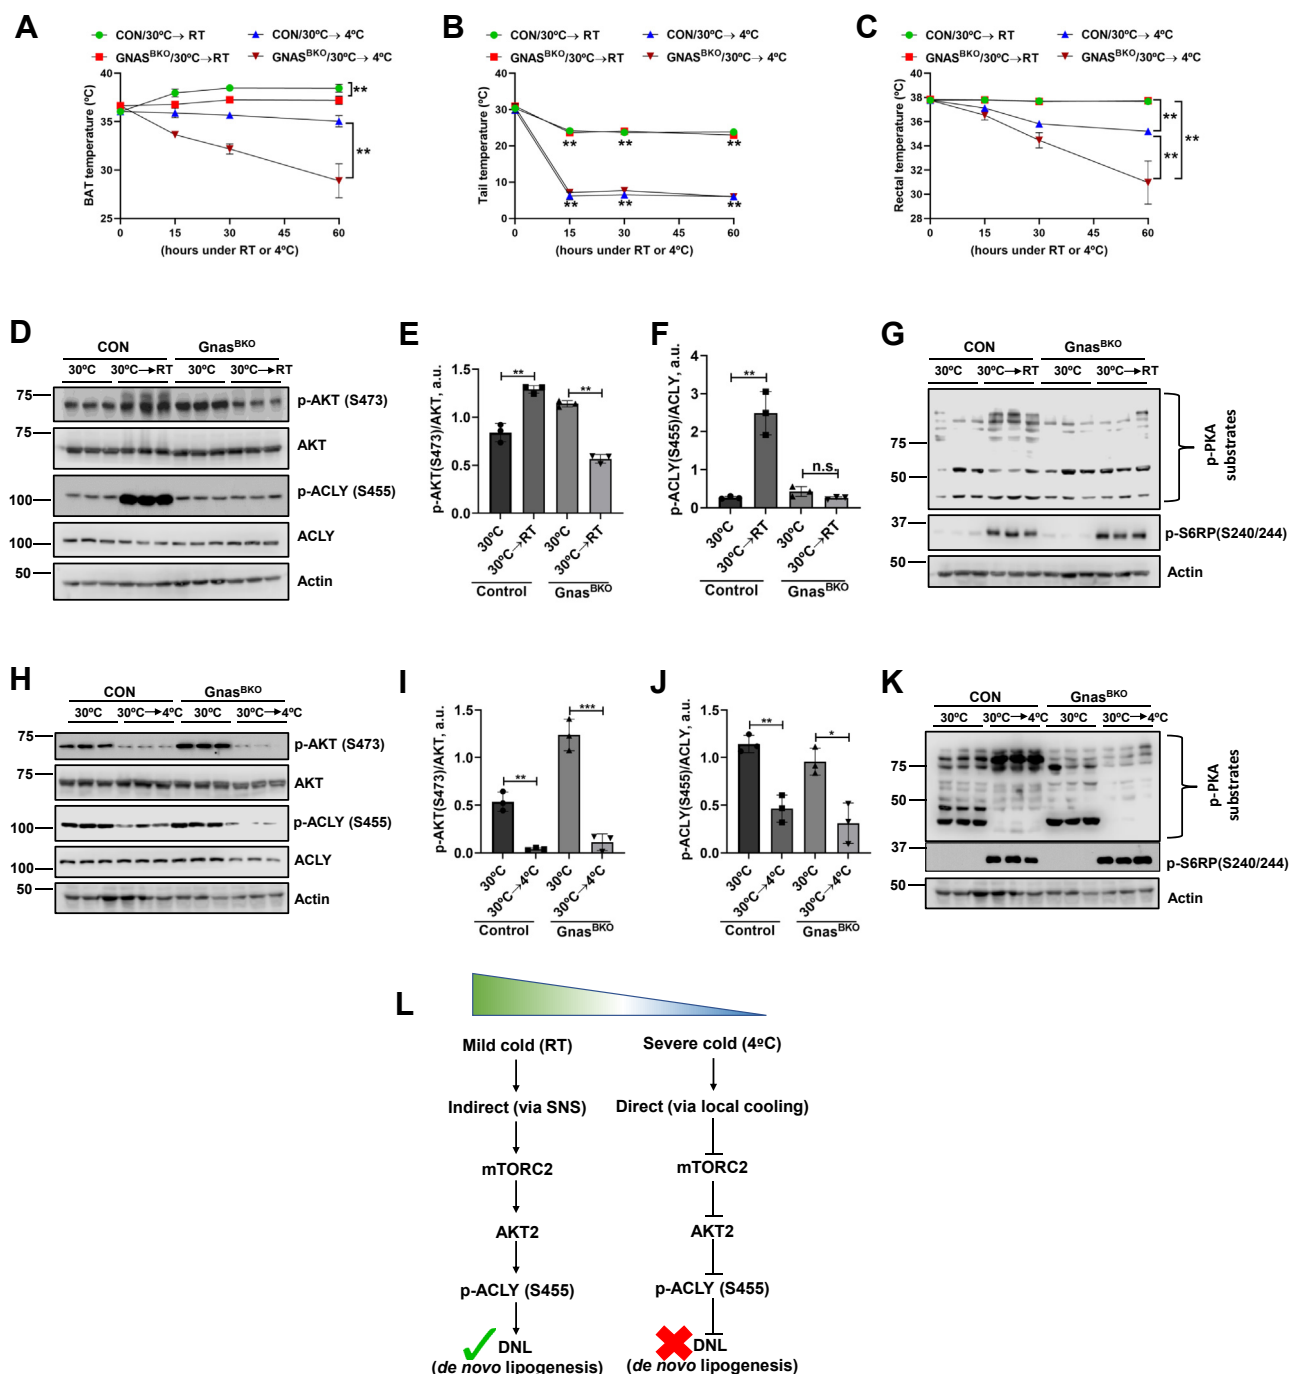 A
CON/30ºC→ RT
CON/30ºC→ 4ºC
GNASBKO/30ºC→RT
GNASBKO/30ºC→ 4ºC
BAT temperature (ºC)
40
35
30
25
**
**
0 15 30 45 60
(hours under RT or 4ºC)
B
CON/30ºC→ RT
CON/30ºC→ 4ºC
GNASBKO/30ºC→RT
GNASBKO/30ºC→ 4ºC
Tail temperature (ºC)
40
30
20
10
0
** ** **
** ** **
0 15 30 45 60
(hours under RT or 4ºC)
C
CON/30ºC→ RT
CON/30ºC→ 4ºC
GNASBKO/30ºC→RT
GNASBKO/30ºC→ 4ºC
Rectal temperature (ºC)
40
38
36
34
32
30
28
**
**
**
0 15 30 45 60
(hours under RT or 4ºC)
D
CON GnasBKO
30ºC 30ºC→RT 30ºC 30ºC→RT
75
p-AKT (S473)
75
AKT
100
p-ACLY (S455)
100
ACLY
50
Actin
E
p-AKT(S473)/AKT, a.u.
1.5
1.0
0.5
0.0
** **
30ºC
30ºC→RT
30ºC
30ºC→RT
Control GnasBKO
F
p-ACLY(S455)/ACLY, a.u.
4
3
2
1
0
** n.s.
30ºC
30ºC→RT
30ºC
30ºC→RT
Control GnasBKO
G
CON GnasBKO
30ºC 30ºC→RT 30ºC 30ºC→RT
75
50
p-PKA
substrates
37
p-S6RP(S240/244)
50
Actin
H
CON GnasBKO
30ºC 30ºC→4ºC 30ºC 30ºC→4ºC
75
p-AKT (S473)
75
AKT
100
p-ACLY (S455)
100
ACLY
50
Actin
I
p-AKT(S473)/AKT, a.u.
1.5
1.0
0.5
0.0
** ***
30ºC
30ºC→4ºC
30ºC
30ºC→4ºC
Control GnasBKO
J
p-ACLY(S455)/ACLY, a.u.
1.5
1.0
0.5
0.0
** *
30ºC
30ºC→4ºC
30ºC
30ºC→4ºC
Control GnasBKO
K
CON GnasBKO
30ºC 30ºC→4ºC 30ºC 30ºC→4ºC
75
50
p-PKA
substrates
37
p-S6RP(S240/244)
50
Actin
L
Mild cold (RT) Severe cold (4ºC)
Indirect (via SNS) Direct (via local cooling)
mTORC2 mTORC2
AKT2 AKT2
p-ACLY (S455) p-ACLY (S455)
DNL DNL
(de novo lipogenesis) (de novo lipogenesis)